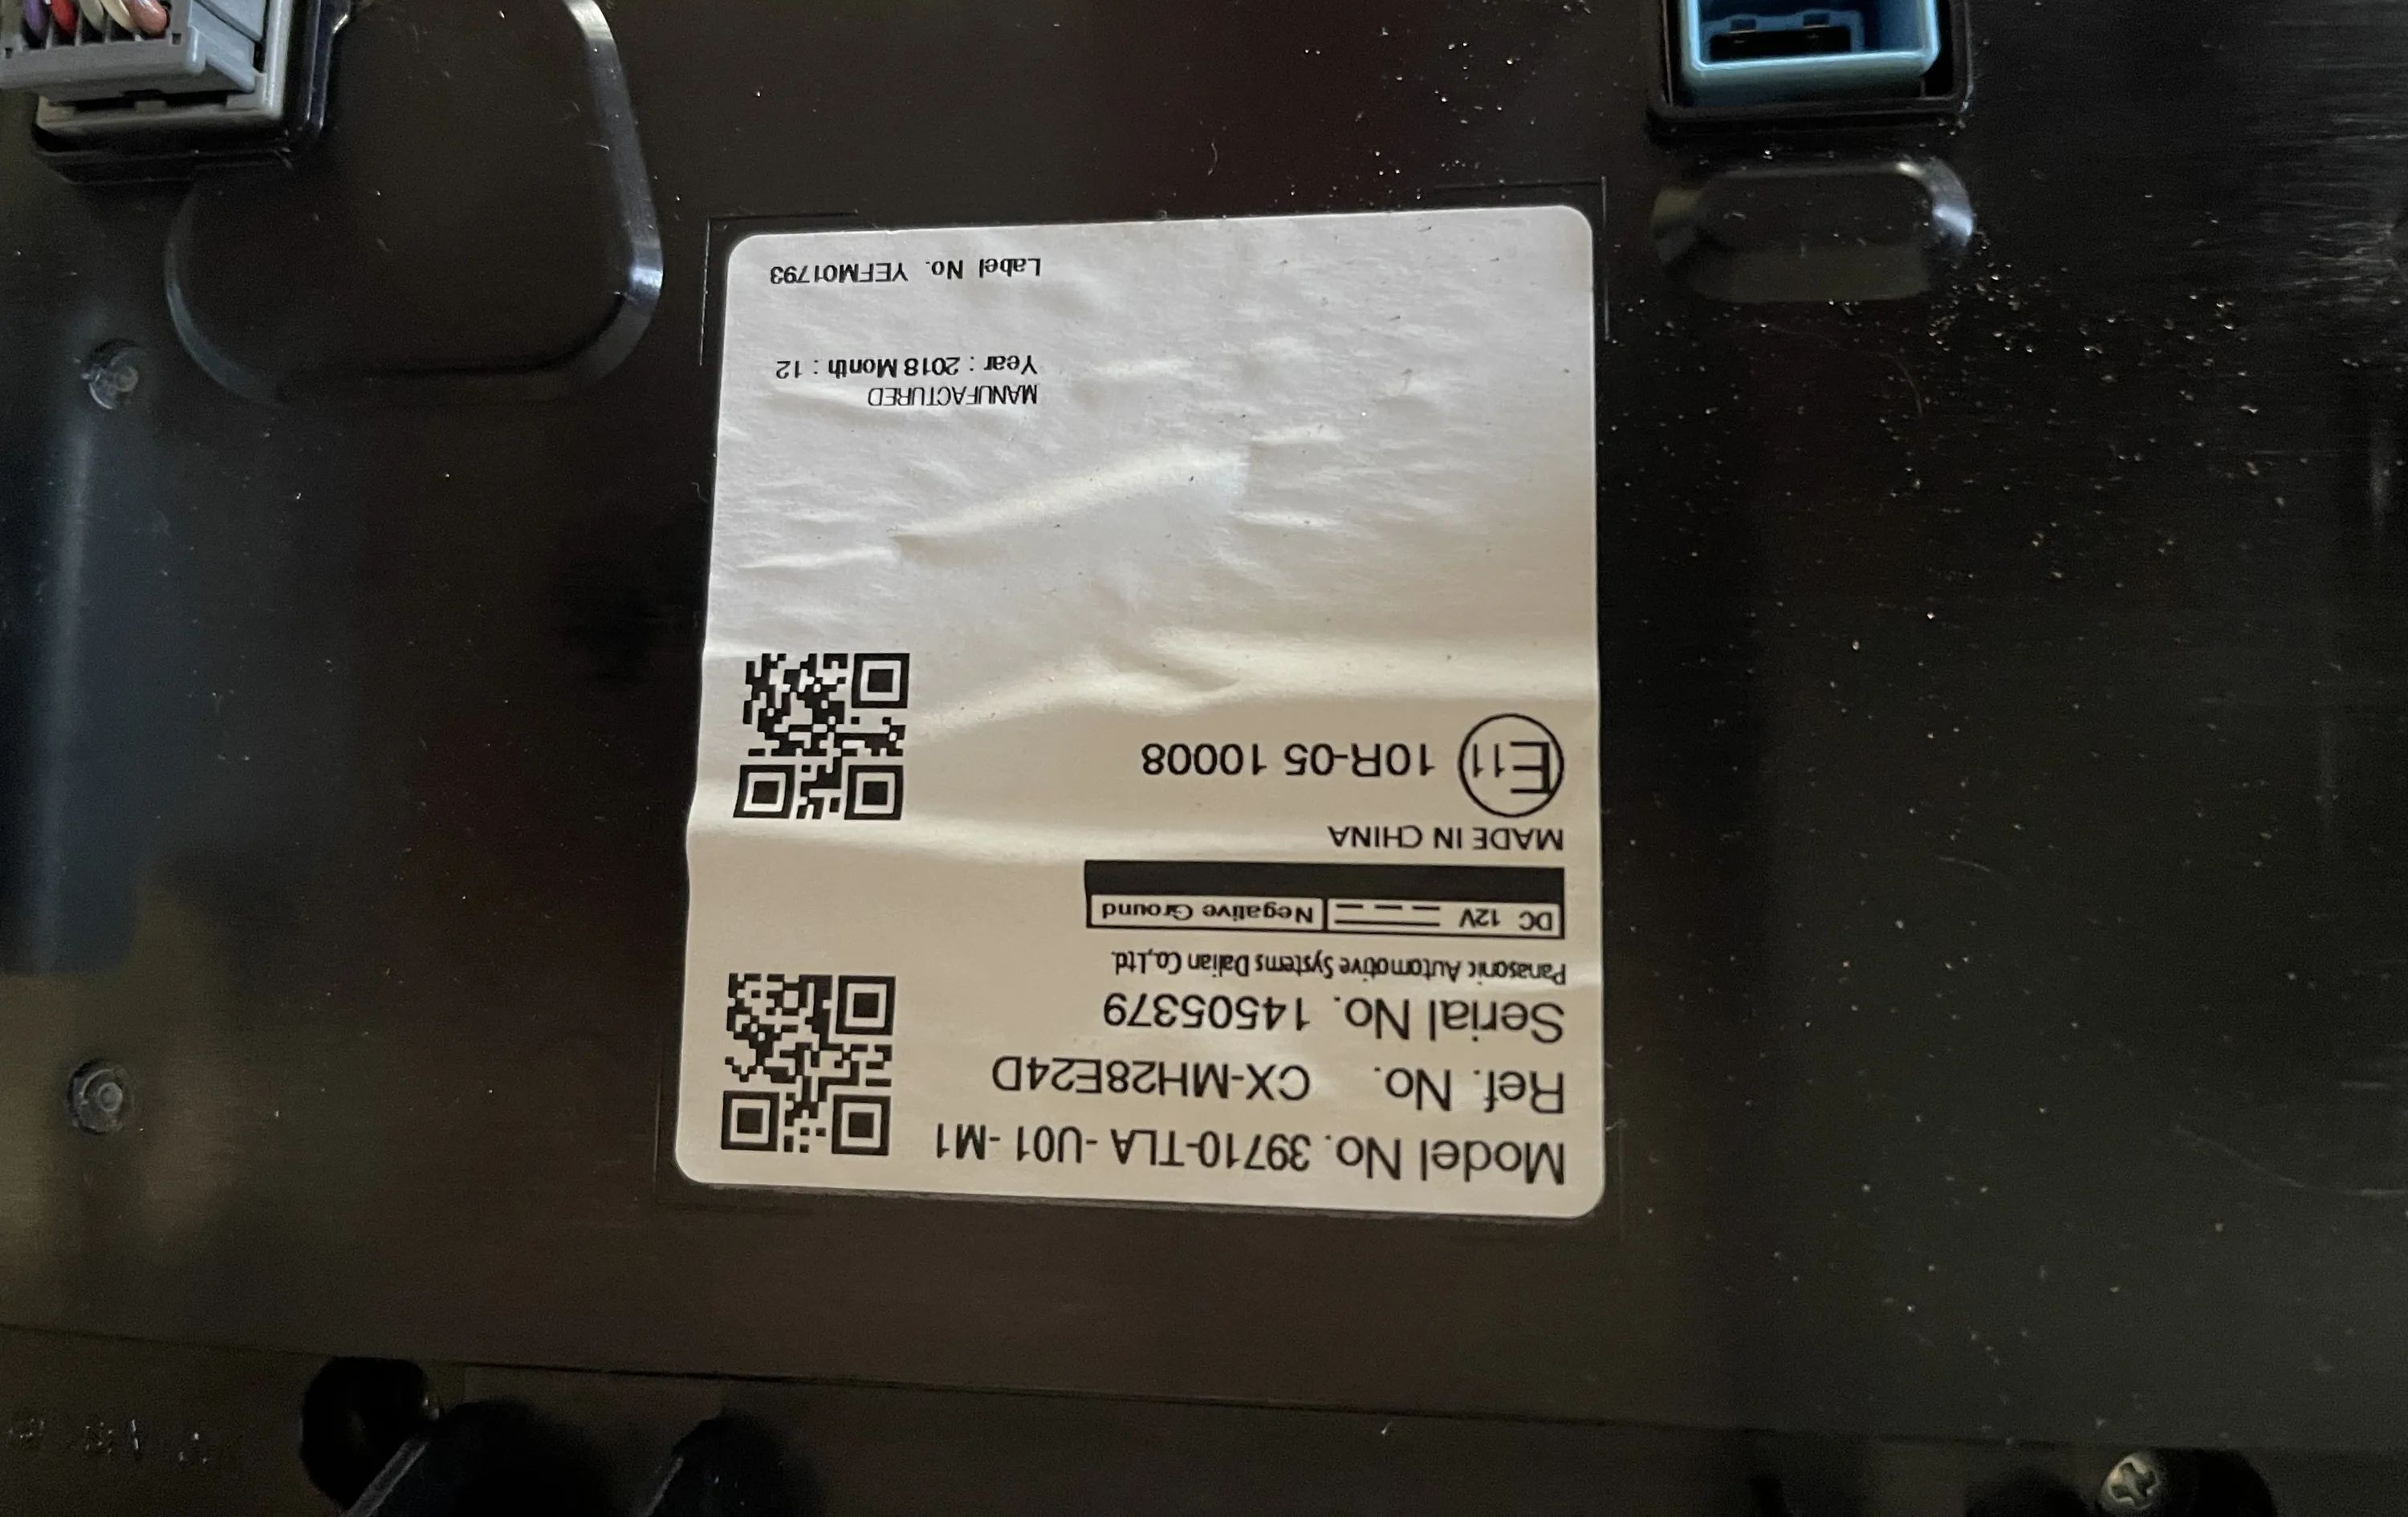 Model No. 39710-TLA-U01-M1
Ref. No. CX-MH28E24D
Serial No. 14505379
Panasonic Automotive Systems Dalian Co.,Ltd.
DC 12V Negative Ground
MADE IN CHINA
E11 10R-05 10008
MANUFACTURED
Year : 2018 Month : 12
Label No. YEFM01793